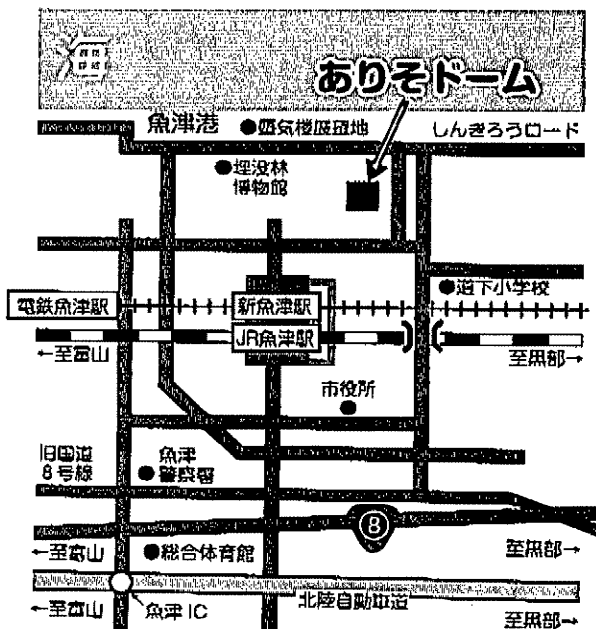 ありそドーム
魚津港
●蜃気楼展望地
しんきろうロード
●埋没林
博物館
電鉄魚津駅
新魚津駅
●道下小学校
JR魚津駅
←至富山
至黒部→
市役所
旧国道
8号線
魚津
警察署
8
←至富山
●総合体育館
至黒部→
←至富山
魚津IC
北陸自動車道
至黒部→